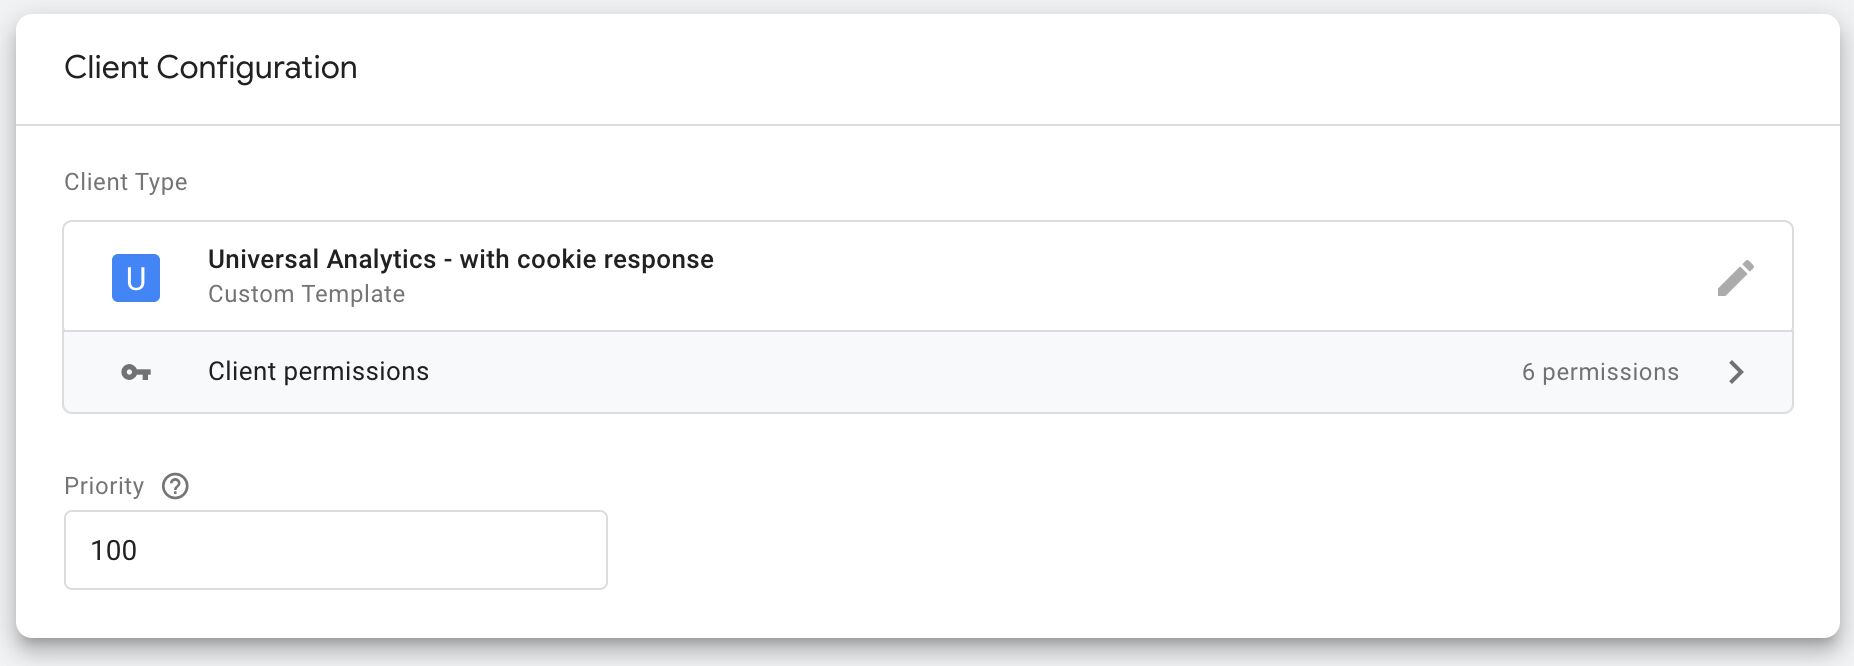 Client Configuration
Client Type
U
Universal Analytics - with cookie response
Custom Template
Client permissions
6 permissions
Priority ?
100